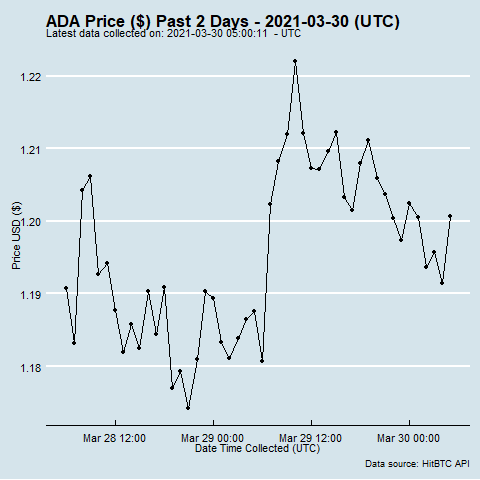 ADA Price ($) Past 2 Days - 2021-03-30 (UTC)
Latest data collected on: 2021-03-30 05:00:11  - UTC
1.22
1.21
1.20
1.19
1.18
Price USD ($)
Mar 28 12:00 Mar 29 00:00 Mar 29 12:00 Mar 30 00:00
Date Time Collected (UTC)
Data source: HitBTC API